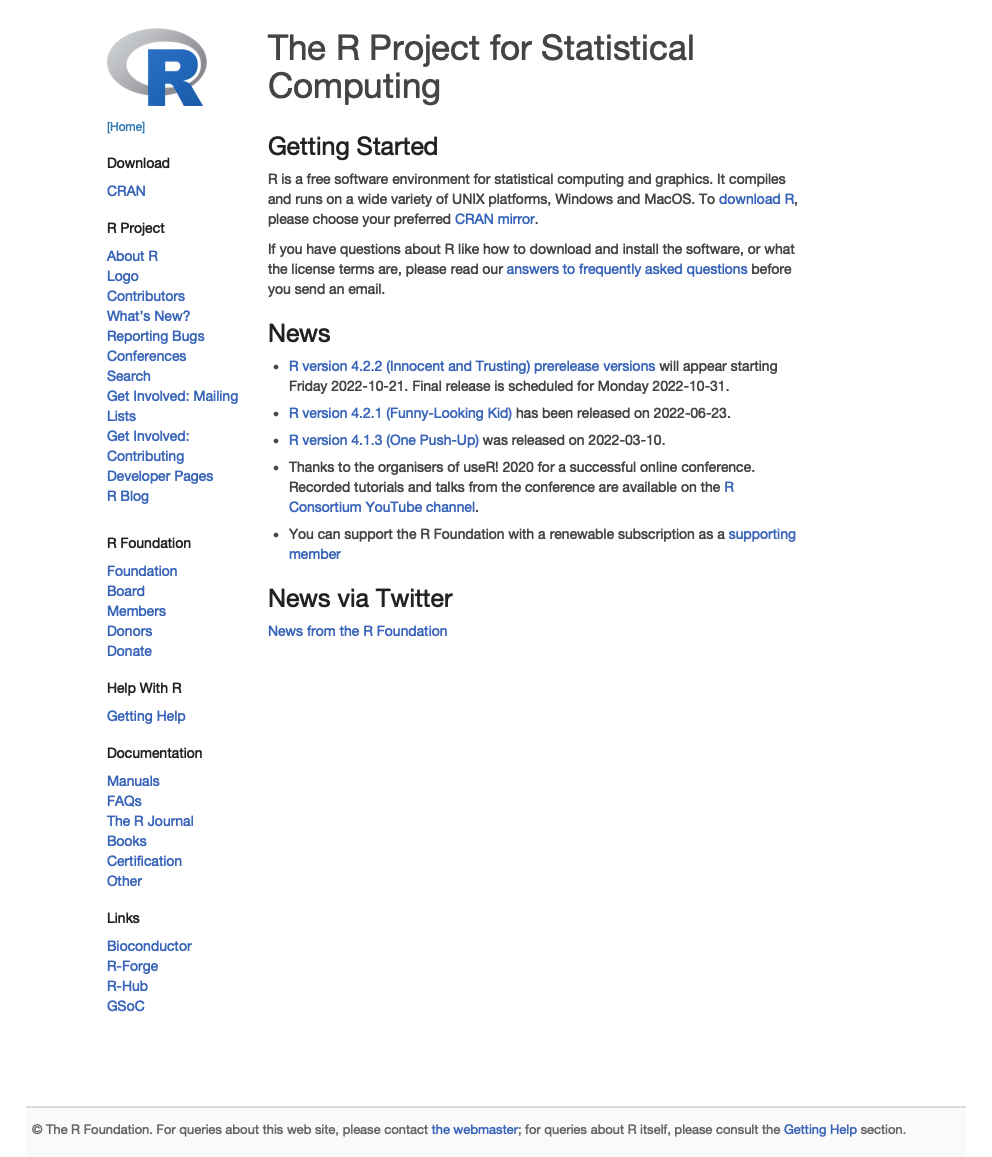 R
[Home]
Download
CRAN
R Project
About R
Logo
Contributors
What's New?
Reporting Bugs
Conferences
Search
Get Involved: Mailing
Lists
Get Involved:
Contributing
Developer Pages
R Blog
R Foundation
Foundation
Board
Members
Donors
Donate
Help With R
Getting Help
Documentation
Manuals
FAQs
The R Journal
Books
Certification
Other
Links
Bioconductor
R-Forge
R-Hub
GSoC
The R Project for Statistical
Computing
Getting Started
R is a free software environment for statistical computing and graphics. It compiles
and runs on a wide variety of UNIX platforms, Windows and MacOS. To download R,
please choose your preferred CRAN mirror.
If you have questions about R like how to download and install the software, or what
the license terms are, please read our answers to frequently asked questions before
you send an email.
News
• R version 4.2.2 (Innocent and Trusting) prerelease versions will appear starting
Friday 2022-10-21. Final release is scheduled for Monday 2022-10-31.
• R version 4.2.1 (Funny-Looking Kid) has been released on 2022-06-23.
• R version 4.1.3 (One Push-Up) was released on 2022-03-10.
• Thanks to the organisers of useR! 2020 for a successful online conference.
Recorded tutorials and talks from the conference are available on the R
Consortium YouTube channel.
• You can support the R Foundation with a renewable subscription as a supporting
member
News via Twitter
News from the R Foundation
© The R Foundation. For queries about this web site, please contact the webmaster; for queries about R itself, please consult the Getting Help section.